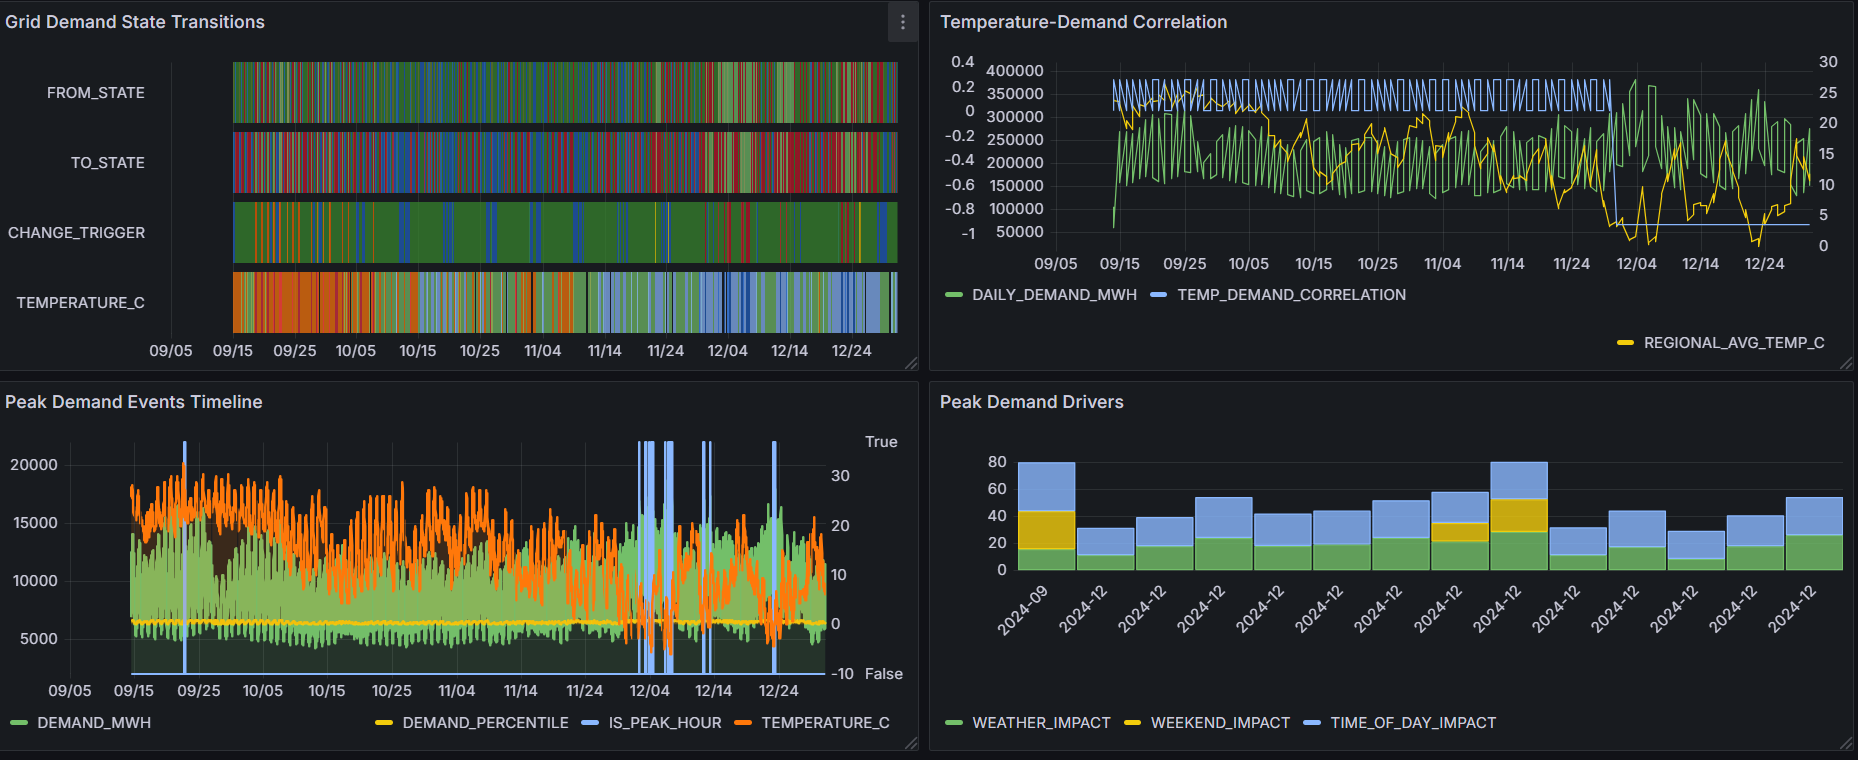 Grid Demand State Transitions
FROM_STATE
TO_STATE
CHANGE_TRIGGER
TEMPERATURE_C
09/05 09/15 09/25 10/05 10/15 10/25 11/04 11/14 11/24 12/04 12/14 12/24
Temperature-Demand Correlation
0.4
0.2
0
-0.2
-0.4
-0.6
-0.8
-1
400000
350000
300000
250000
200000
150000
100000
50000
30
25
20
15
10
5
0
09/05 09/15 09/25 10/05 10/15 10/25 11/04 11/14 11/24 12/04 12/14 12/24
DAILY_DEMAND_MWH TEMP_DEMAND_CORRELATION
REGIONAL_AVG_TEMP_C
Peak Demand Events Timeline
20000
15000
10000
5000
30
20
10
0
-10
True
False
09/05 09/15 09/25 10/05 10/15 10/25 11/04 11/14 11/24 12/04 12/14 12/24
DEMAND_MWH DEMAND_PERCENTILE IS_PEAK_HOUR TEMPERATURE_C
Peak Demand Drivers
80
60
40
20
0
2024-09 2024-12 2024-12 2024-12 2024-12 2024-12 2024-12 2024-12 2024-12 2024-12 2024-12 2024-12 2024-12 2024-12
WEATHER_IMPACT WEEKEND_IMPACT TIME_OF_DAY_IMPACT